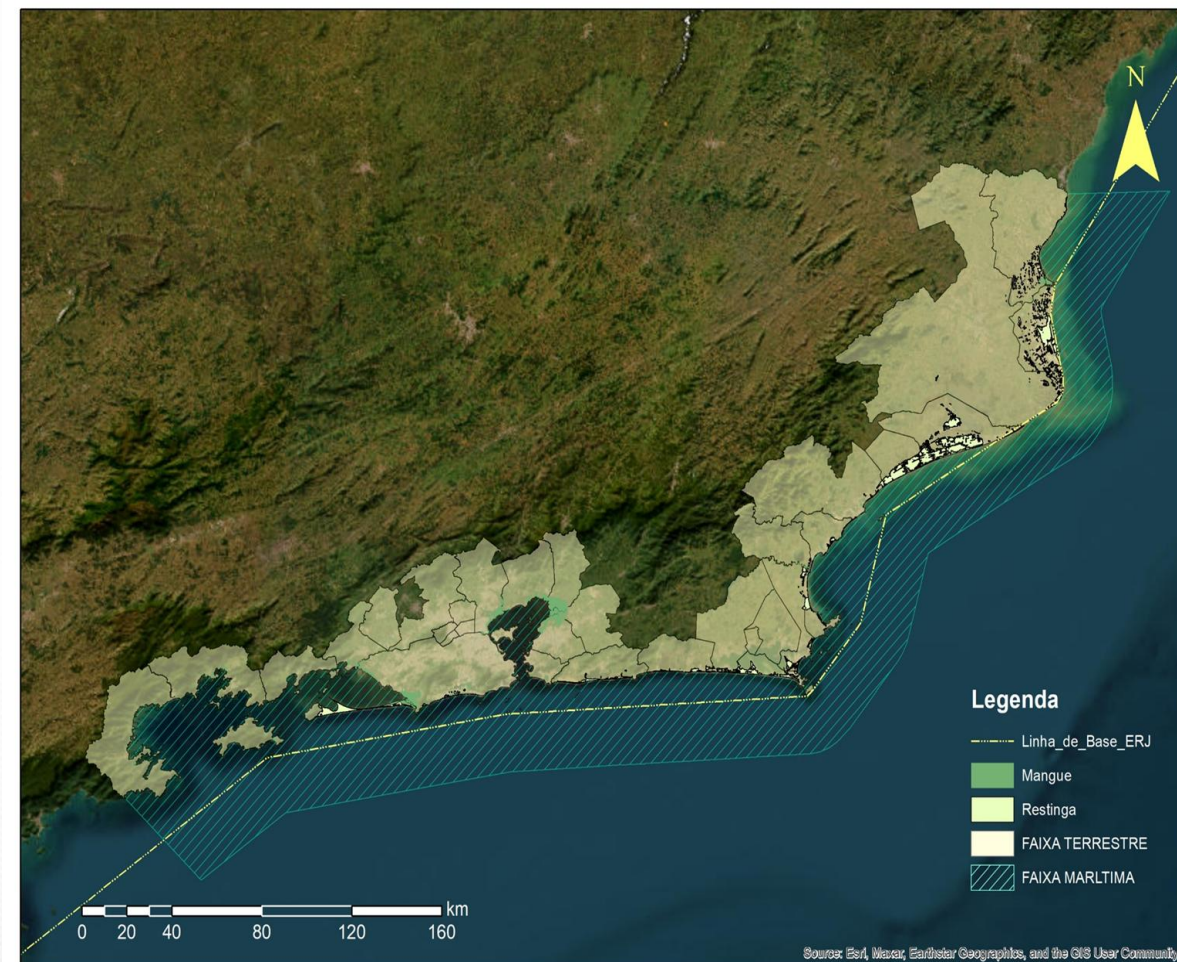 N
Legenda
Linha_de_Base_ERJ
Mangue
Restinga
FAIXA TERRESTRE
FAIXA MARLTIMA
km
0 20 40 80 120 160
Source: Esri, Maxar, Earthstar Geographics, and the GIS User Community